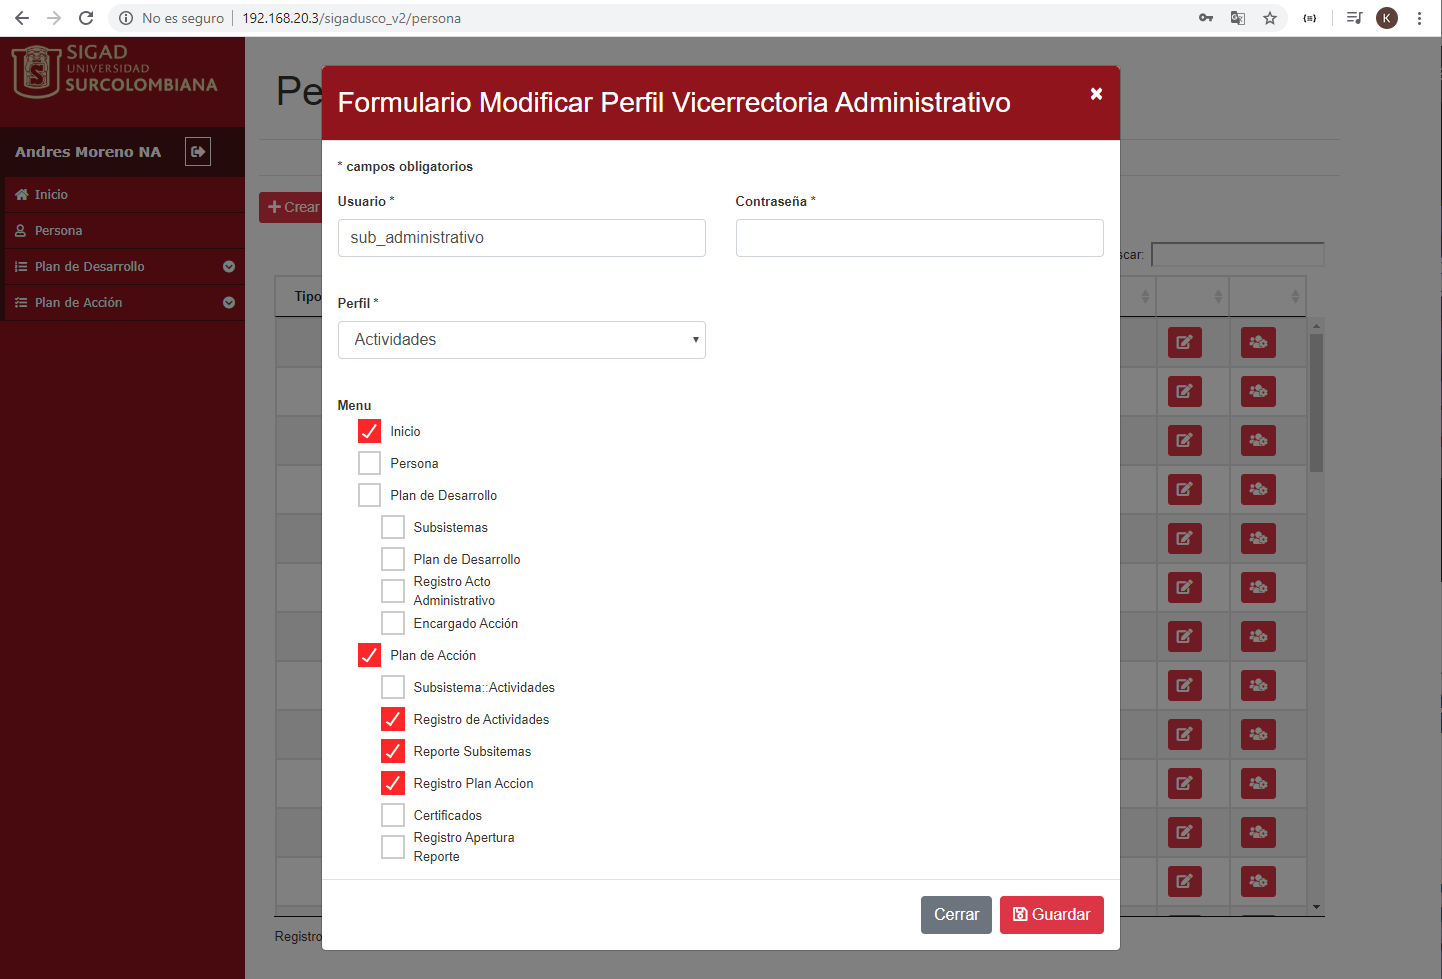 No es seguro
192.168.20.3/sigadusco_v2/persona
K
SIGAD
UNIVERSIDAD
SURCOLOMBIANA
Andres Moreno NA
Inicio
Persona
Plan de Desarrollo
Plan de Acción
Pe
Crear
scar:
Tipo
Registro
Formulario Modificar Perfil Vicerrectoria Administrativo
* campos obligatorios
Usuario *
Contraseña *
sub_administrativo
Perfil *
Actividades
Menu
Inicio
Persona
Plan de Desarrollo
Subsistemas
Plan de Desarrollo
Registro Acto
Administrativo
Encargado Acción
Plan de Acción
Subsistema::Actividades
Registro de Actividades
Reporte Subsitemas
Registro Plan Accion
Certificados
Registro Apertura
Reporte
Cerrar
Guardar